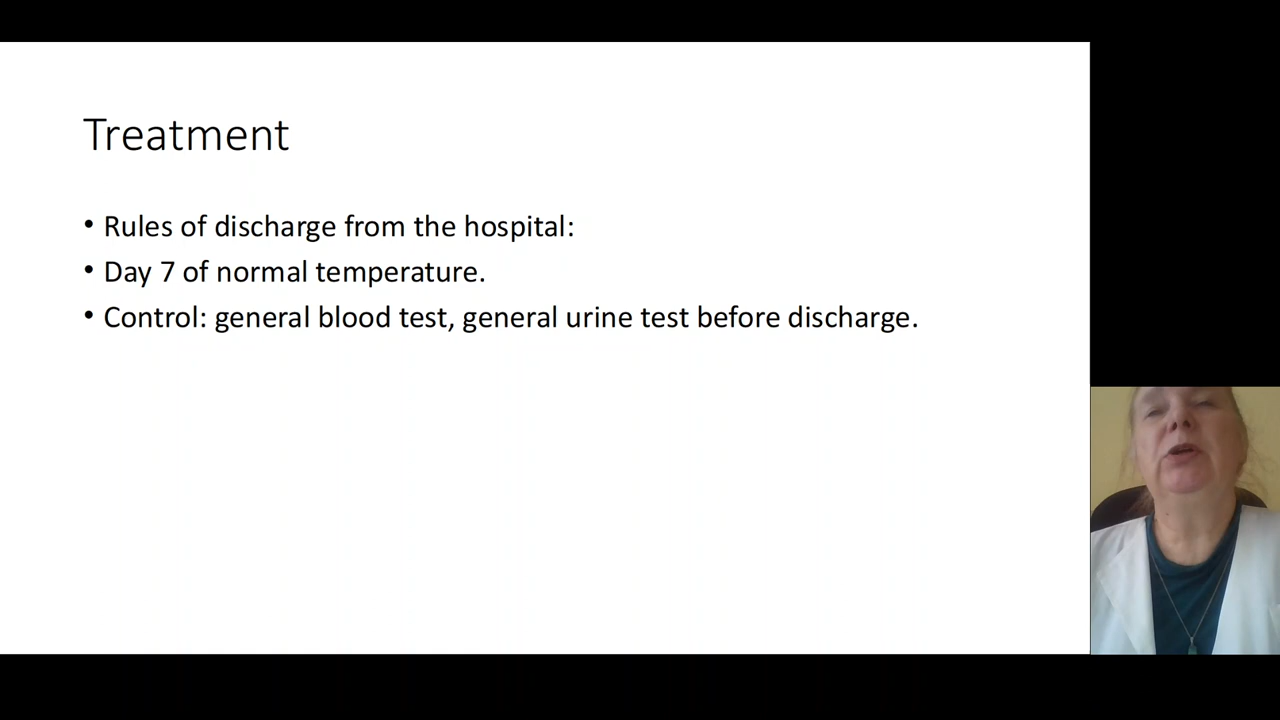 Treatment
• Rules of discharge from the hospital:
• Day 7 of normal temperature.
• Control: general blood test, general urine test before discharge.